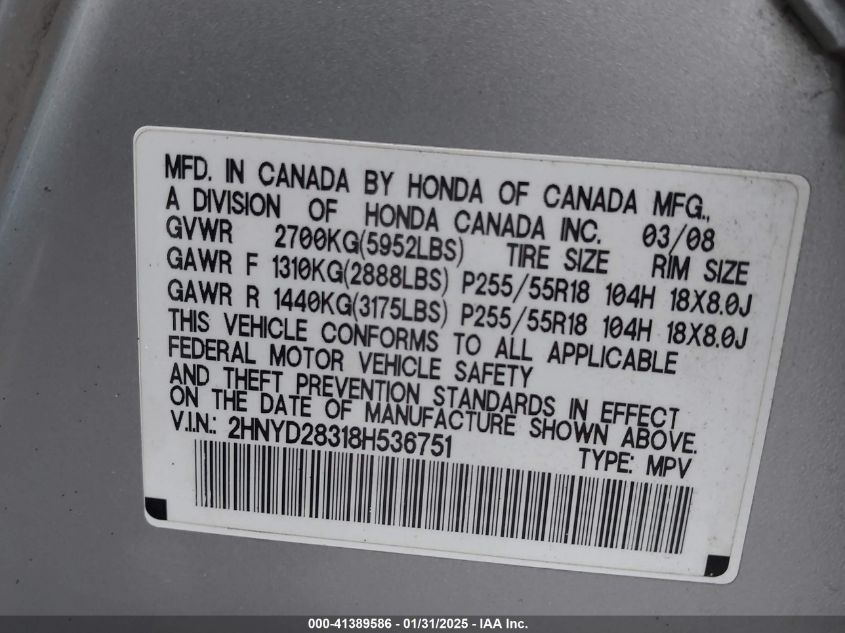 MFD. IN CANADA BY HONDA OF CANADA MFG.,
A DIVISION OF HONDA CANADA INC. 03/08
GVWR 2700KG(5952LBS) TIRE SIZE RIM SIZE
GAWR F 1310KG(2888LBS) P255/55R18 104H 18X8.0J
GAWR R 1440KG(3175LBS) P255/55R18 104H 18X8.0J
THIS VEHICLE CONFORMS TO ALL APPLICABLE
FEDERAL MOTOR VEHICLE SAFETY
AND THEFT PREVENTION STANDARDS IN EFFECT
ON THE DATE OF MANUFACTURE SHOWN ABOVE.
V.I.N.: 2HNYD28318H536751 TYPE: MPV
000-41389586 - 01/31/2025 - IAA Inc.